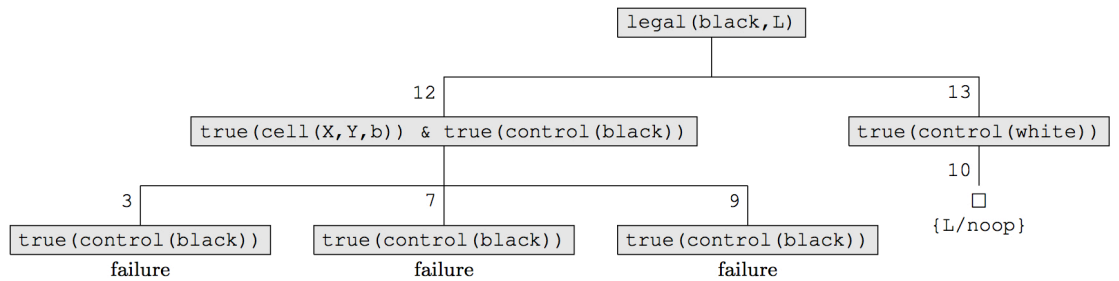 legal(black,L)
12
13
true(cell(X,Y,b)) & true(control(black))
true(control(white))
10
3
7
9
{L/noop}
true(control(black))
true(control(black))
true(control(black))
failure
failure
failure